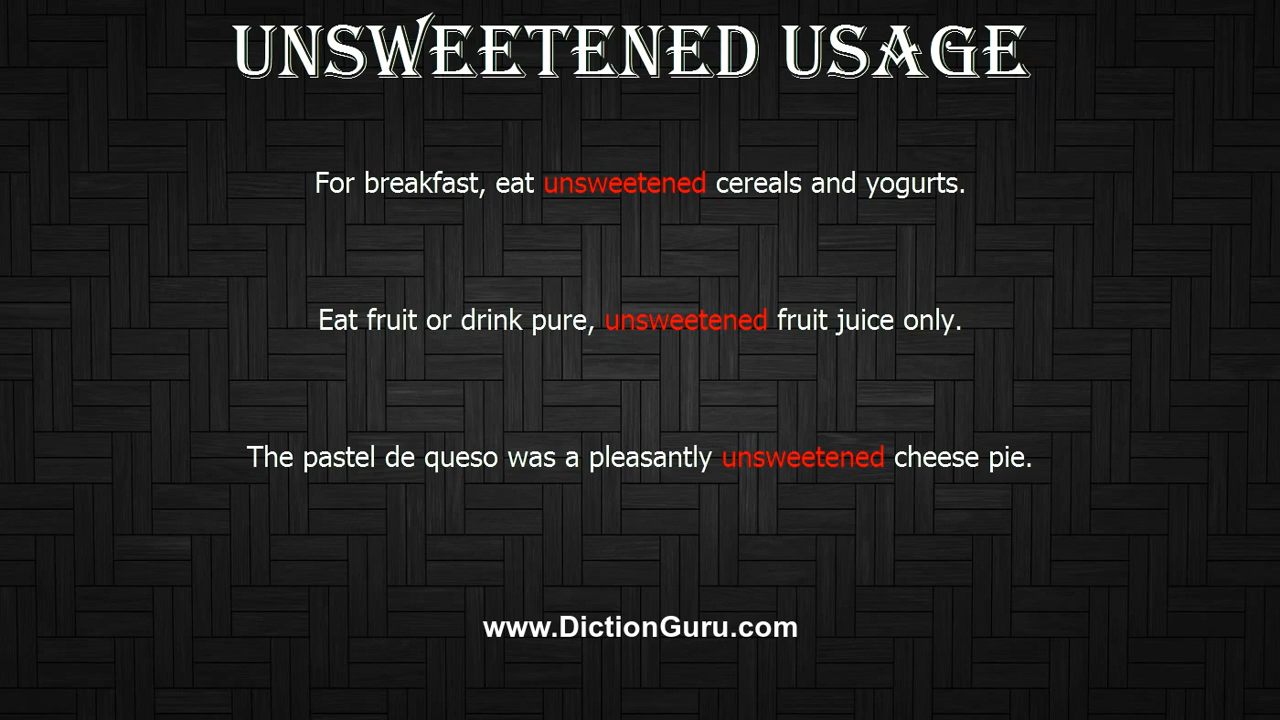 UNSWEETENED USAGE
For breakfast, eat unsweetened cereals and yogurts.
Eat fruit or drink pure, unsweetened fruit juice only.
The pastel de queso was a pleasantly unsweetened cheese pie.
www.DictionGuru.com